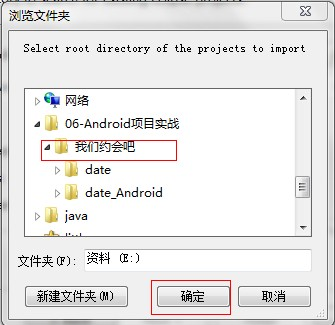 浏览文件夹
Select root directory of the projects to import
网络
06-Android项目实战
我们约会吧
date
date_Android
java
文件夹(F):
资料 (E:)
新建文件夹(M)
确定
取消